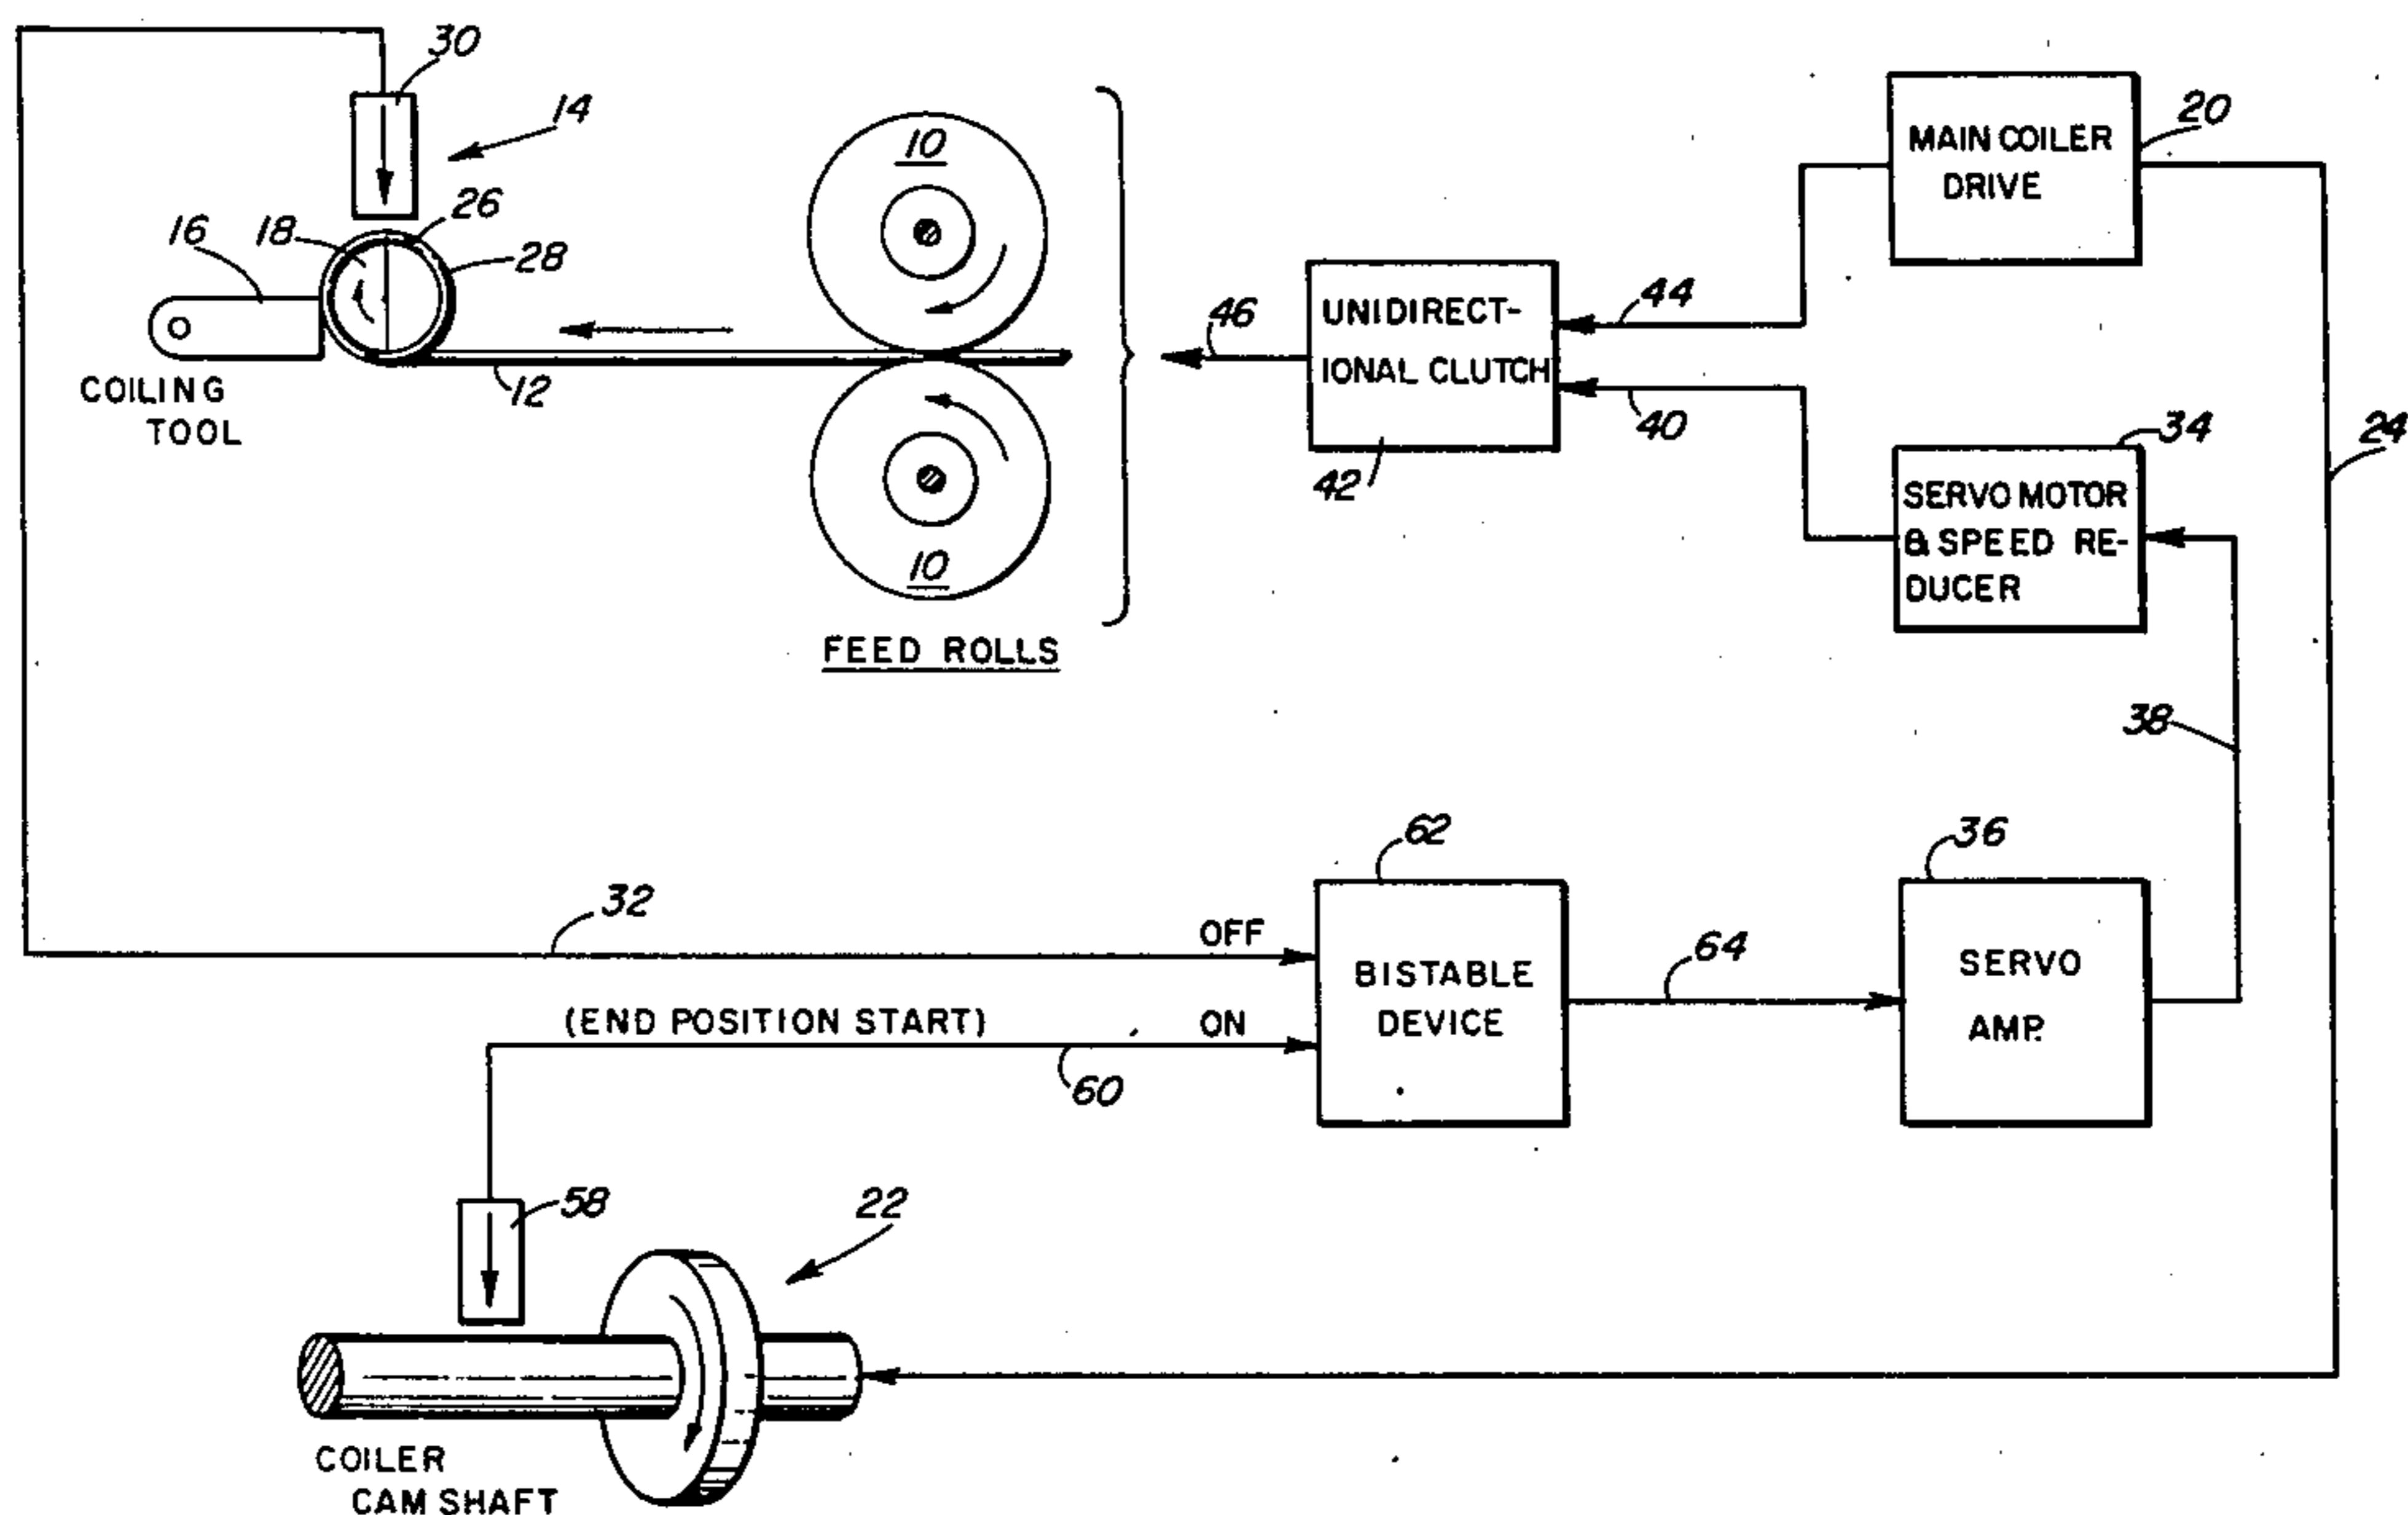 30
14
10
MAIN COILER
DRIVE
20
16
18
26
28
UNIDIRECT-
IONAL CLUTCH
44
46
40
42
12
COILING
TOOL
10
FEED ROLLS
34
SERVO MOTOR
& SPEED RE-
DUCER
24
38
62
36
32
OFF
BISTABLE
DEVICE
64
SERVO
AMP.
(END POSITION START)
ON
60
58
22
COILER
CAM SHAFT